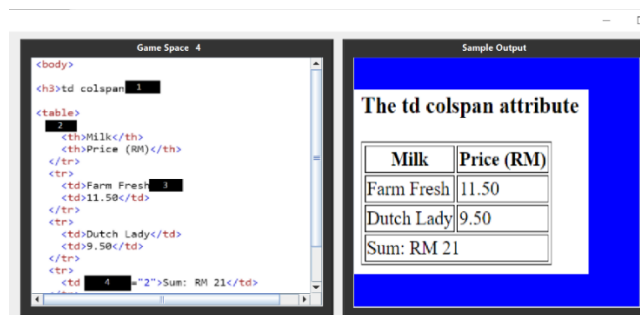 Game Space 4
<body>
<h3>td colspan 1
<table>
2
<th>Milk</th>
<th>Price (RM)</th>
</tr>
<tr>
<td>Farm Fresh 3
<td>11.50</td>
</tr>
<tr>
<td>Dutch Lady</td>
<td>9.50</td>
</tr>
<tr>
<td 4 ="2">Sum: RM 21</td>
Sample Output
The td colspan attribute
Milk Price (RM)
Farm Fresh 11.50
Dutch Lady 9.50
Sum: RM 21